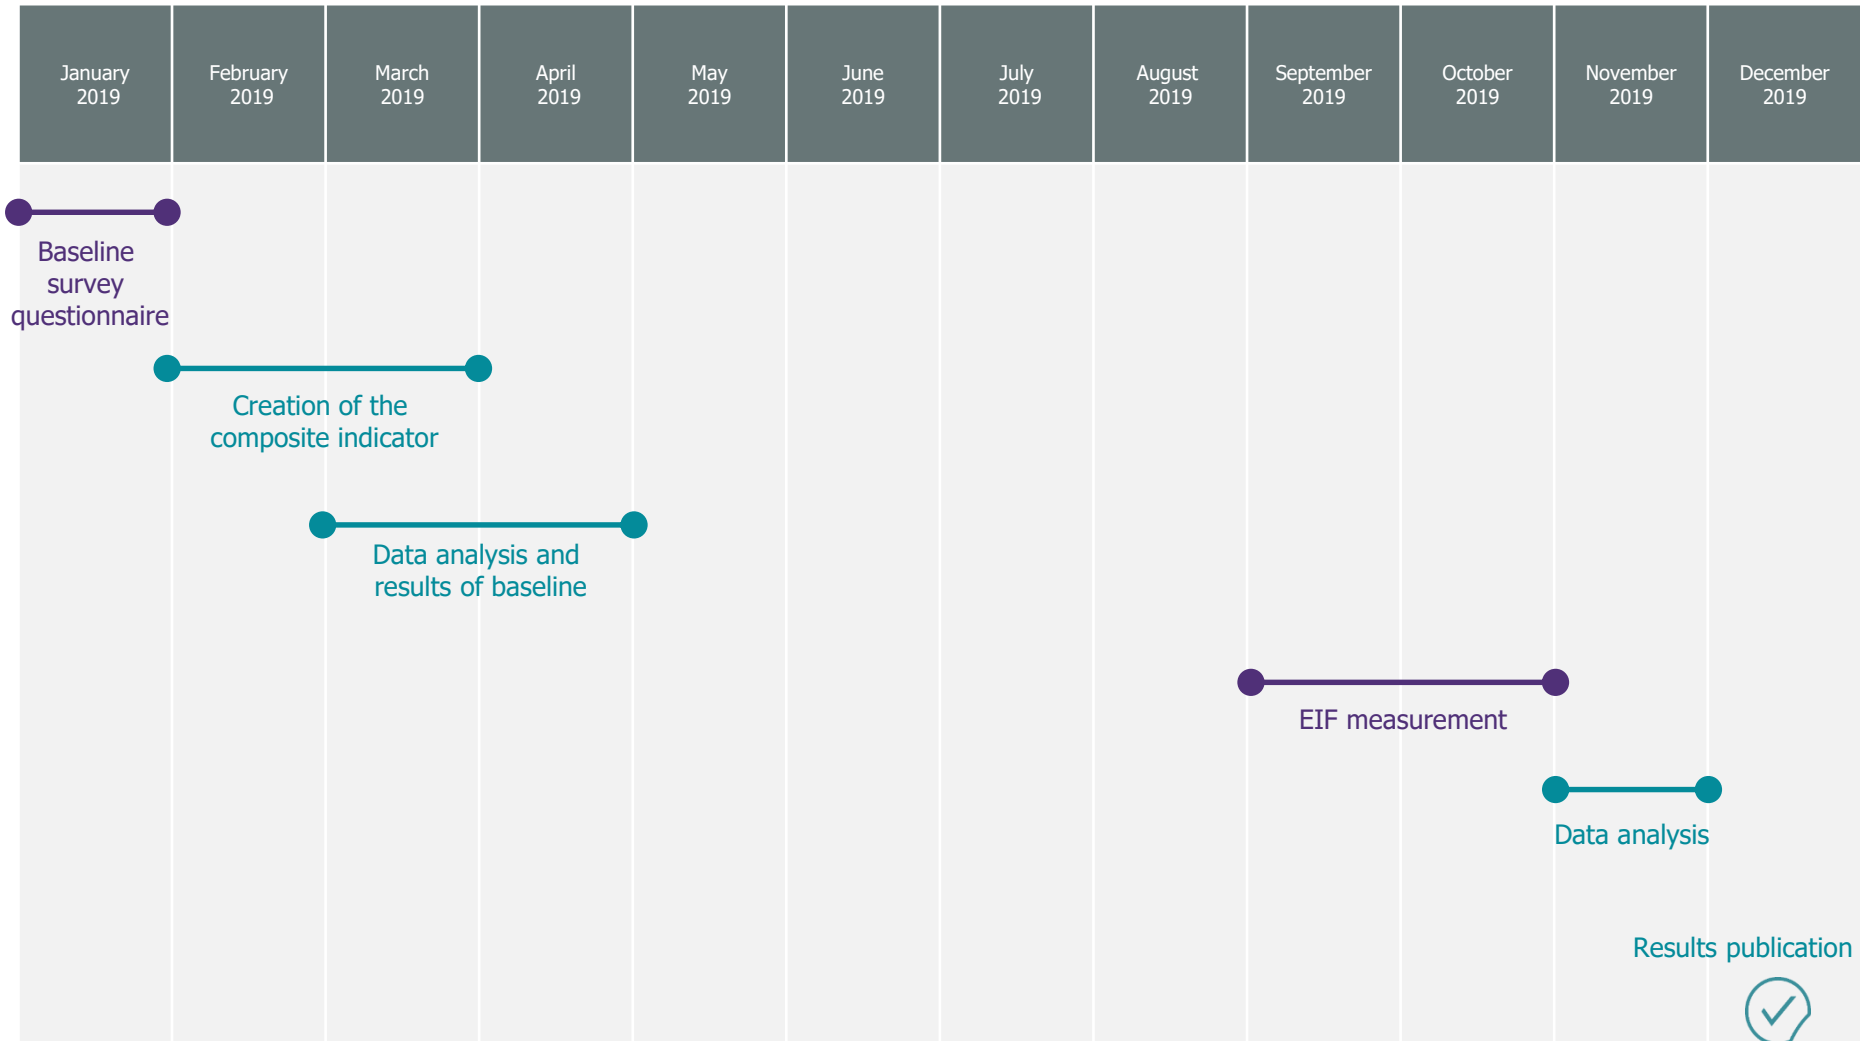 January
2019
February
2019
March
2019
April
2019
May
2019
June
2019
July
2019
August
2019
September
2019
October
2019
November
2019
December
2019
Baseline
survey
questionnaire
Creation of the
composite indicator
Data analysis and
results of baseline
EIF measurement
Data analysis
Results publication